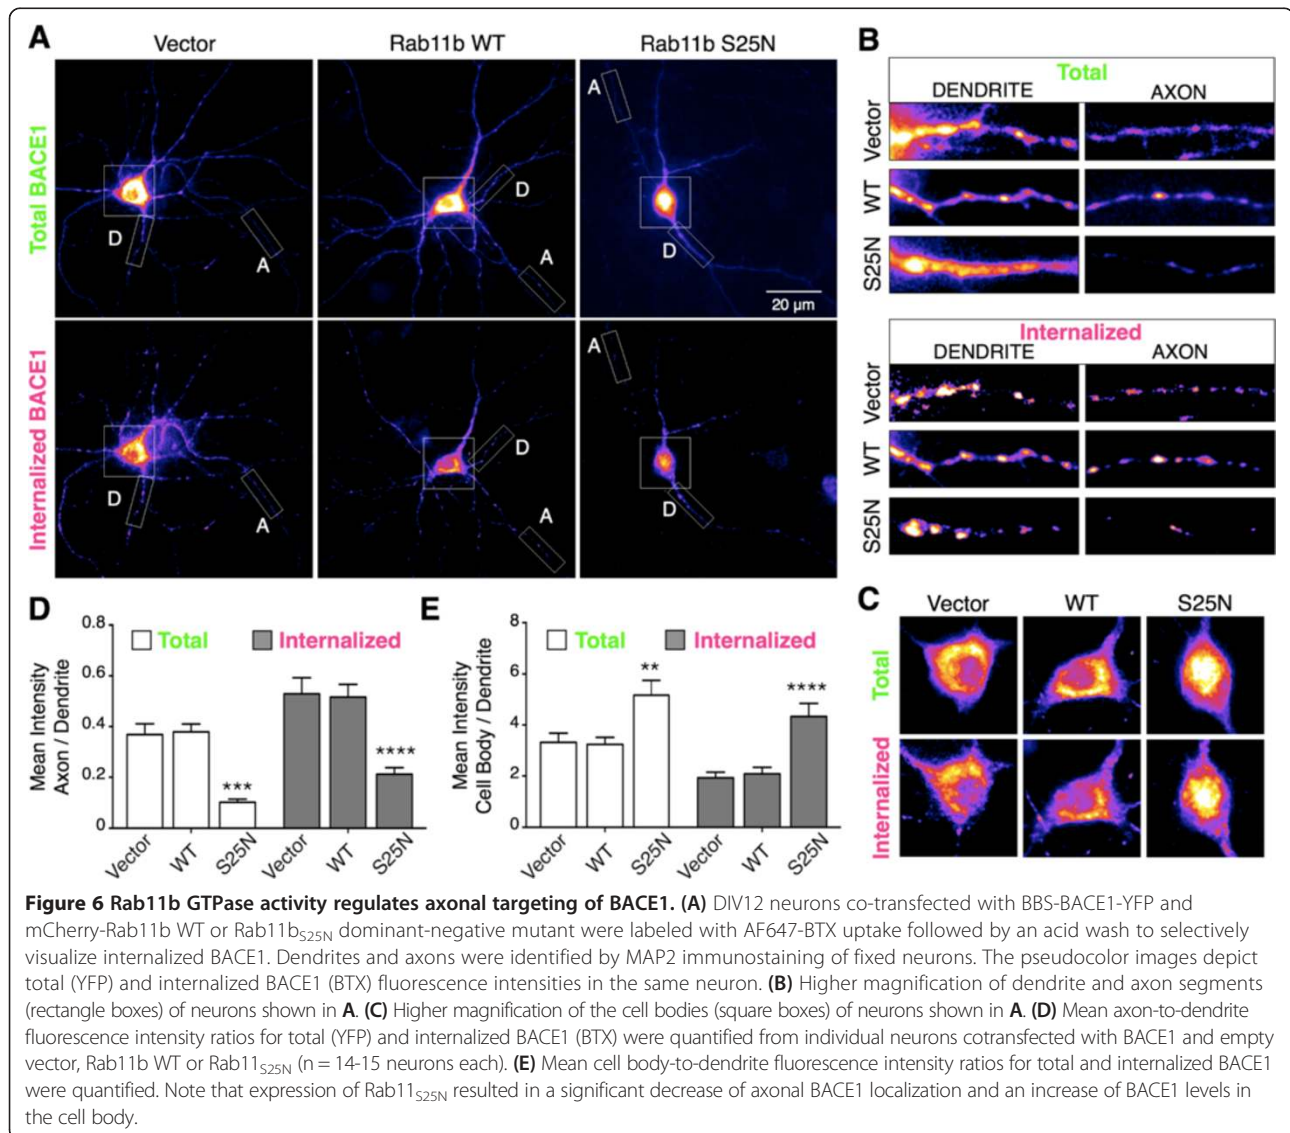 A
Vector
Rab11b WT
Rab11b S25N
Total BACE1
D
A
D
A
A
D
20 µm
Internalized BACE1
D
A
D
A
A
D
B
Total
DENDRITE AXON
Vector
WT
S25N
Internalized
DENDRITE AXON
Vector
WT
S25N
C
Vector WT S25N
Total
Internalized
D
Mean Intensity
Axon / Dendrite
0.8
0.6
0.4
0.2
0
Total Internalized
***
****
Vector WT S25N Vector WT S25N
E
Mean Intensity
Cell Body / Dendrite
8
6
4
2
0
Total Internalized
**
****
Vector WT S25N Vector WT S25N
Figure 6 Rab11b GTPase activity regulates axonal targeting of BACE1. (A) DIV12 neurons co-transfected with BBS-BACE1-YFP and
mCherry-Rab11b WT or Rab11bS25N dominant-negative mutant were labeled with AF647-BTX uptake followed by an acid wash to selectively
visualize internalized BACE1. Dendrites and axons were identified by MAP2 immunostaining of fixed neurons. The pseudocolor images depict
total (YFP) and internalized BACE1 (BTX) fluorescence intensities in the same neuron. (B) Higher magnification of dendrite and axon segments
(rectangle boxes) of neurons shown in A. (C) Higher magnification of the cell bodies (square boxes) of neurons shown in A. (D) Mean axon-to-dendrite
fluorescence intensity ratios for total (YFP) and internalized BACE1 (BTX) were quantified from individual neurons cotransfected with BACE1 and empty
vector, Rab11b WT or Rab11S25N (n = 14-15 neurons each). (E) Mean cell body-to-dendrite fluorescence intensity ratios for total and internalized BACE1
were quantified. Note that expression of Rab11S25N resulted in a significant decrease of axonal BACE1 localization and an increase of BACE1 levels in
the cell body.